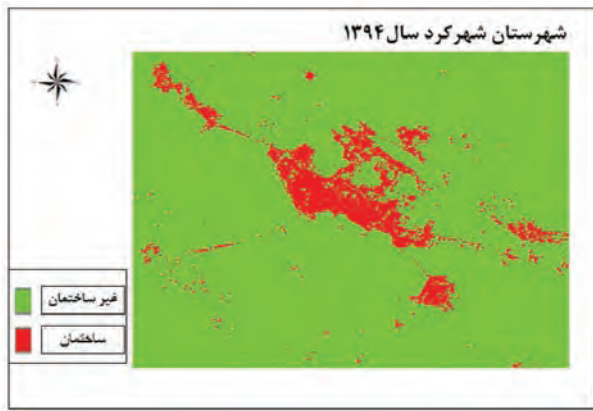 شهرستان شهرکرد سال ۱۳۹۴
غیر ساختمان
ساختمان